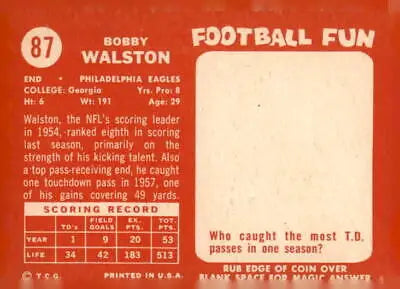 87
BOBBY
WALSTON
END • PHILADELPHIA EAGLES
COLLEGE: Georgia Yrs. Pro: 8
Ht: 6 Wt: 191 Age: 29
Walston, the NFL's scoring leader
in 1954, ranked eighth in scoring
last season, primarily on the
strength of his kicking talent. Also
a top pass-receiving end, he caught
one touchdown pass in 1957, one
of his gains covering 49 yards.
SCORING RECORD
TD's FIELD GOALS EX. PTS. TOT. PTS.
YEAR 1 9 20 53
LIFE 34 42 183 513
© T.C.G. PRINTED IN U.S.A.
FOOTBALL FUN
Who caught the most T.D.
passes in one season?
RUB EDGE OF COIN OVER
BLANK SPACE FOR MAGIC ANSWER